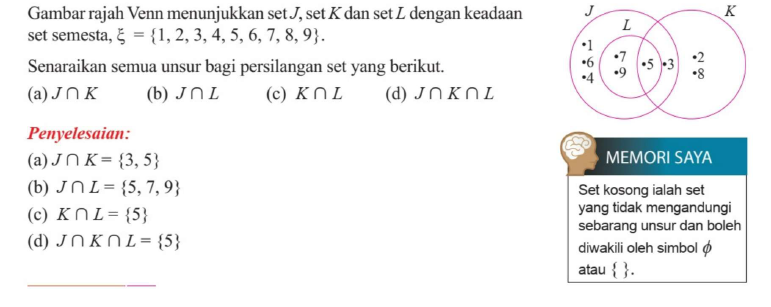 Gambar rajah Venn menunjukkan set J, set K dan set L dengan keadaan
set semesta, ξ = {1, 2, 3, 4, 5, 6, 7, 8, 9}.
Senaraikan semua unsur bagi persilangan set yang berikut.
(a) J ∩ K (b) J ∩ L (c) K ∩ L (d) J ∩ K ∩ L
Penyelesaian:
(a) J ∩ K = {3, 5}
(b) J ∩ L = {5, 7, 9}
(c) K ∩ L = {5}
(d) J ∩ K ∩ L = {5}
J K
L
•1
•6 •7 •5 •3 •2
•4 •9 •8
MEMORI SAYA
Set kosong ialah set
yang tidak mengandungi
sebarang unsur dan boleh
diwakili oleh simbol ϕ
atau { }.